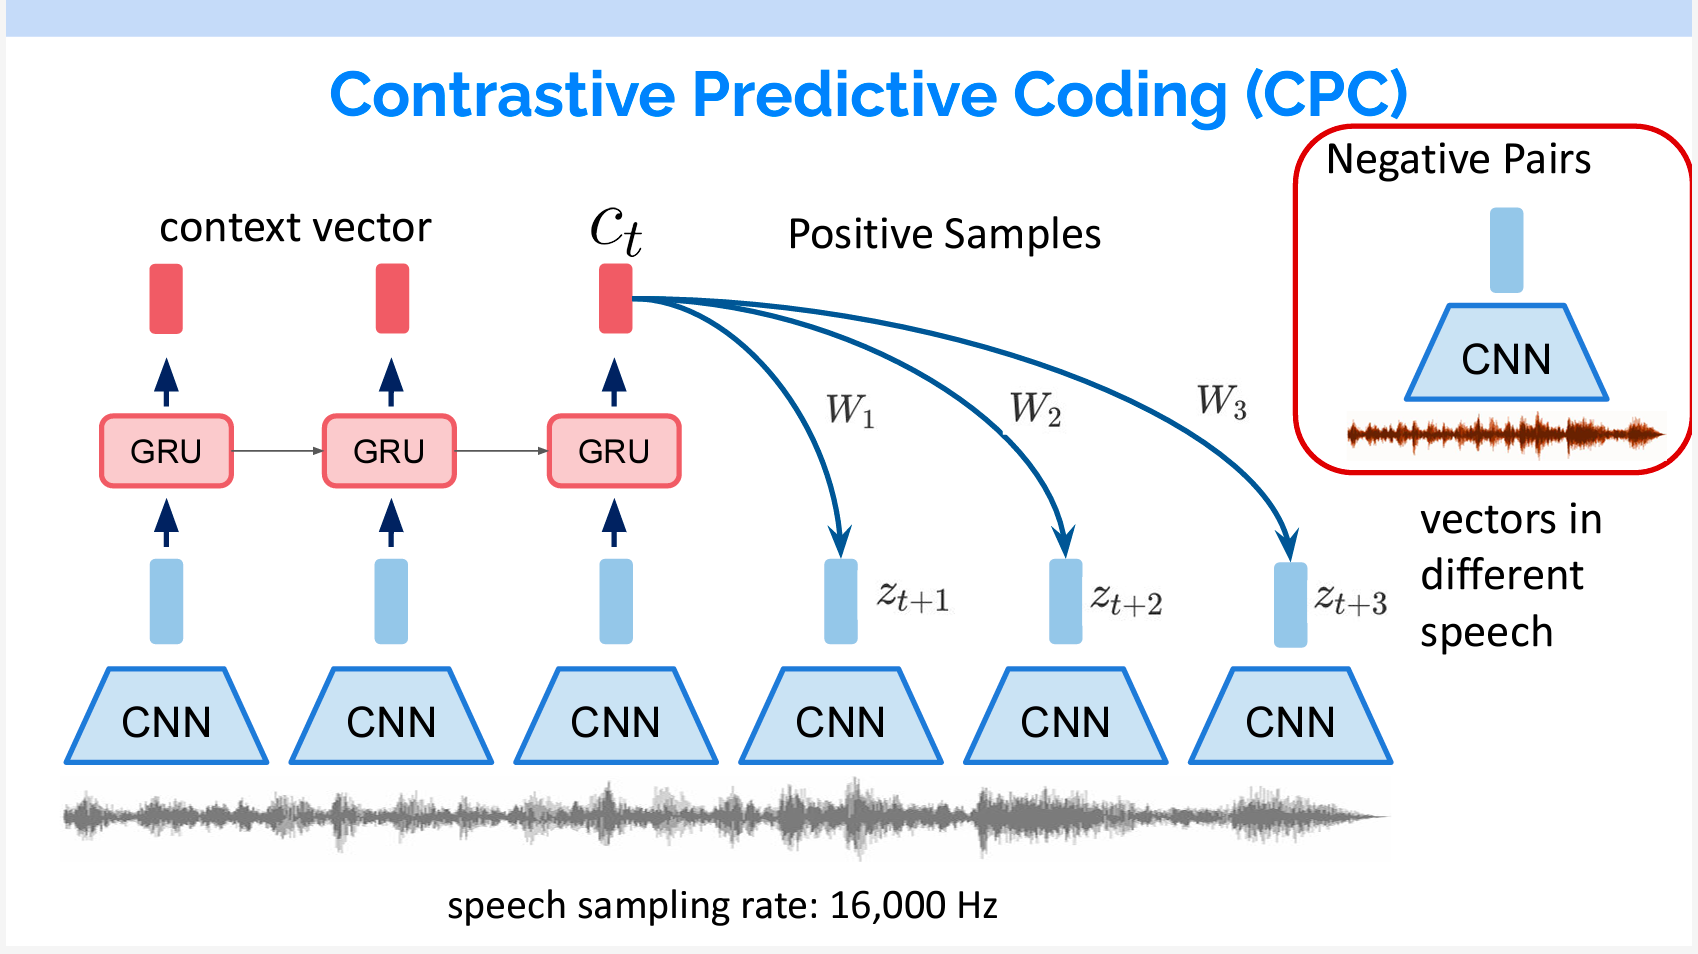 Contrastive Predictive Coding (CPC)
Negative Pairs
context vector
c_t
Positive Samples
CNN
W_1
W_2
W_3
GRU
GRU
GRU
vectors in
different
speech
z_{t+1}
z_{t+2}
z_{t+3}
CNN
CNN
CNN
CNN
CNN
CNN
speech sampling rate: 16,000 Hz